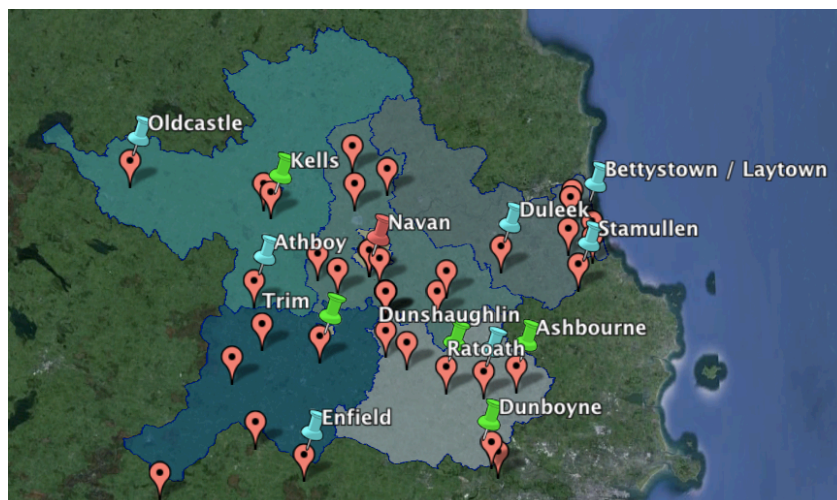 Oldcastle
Kells
Bettystown / Laytown
Duleek
Navan
Stamullen
Athboy
Trim
Dunshaughlin
Ashbourne
Ratoath
Dunboyne
Enfield